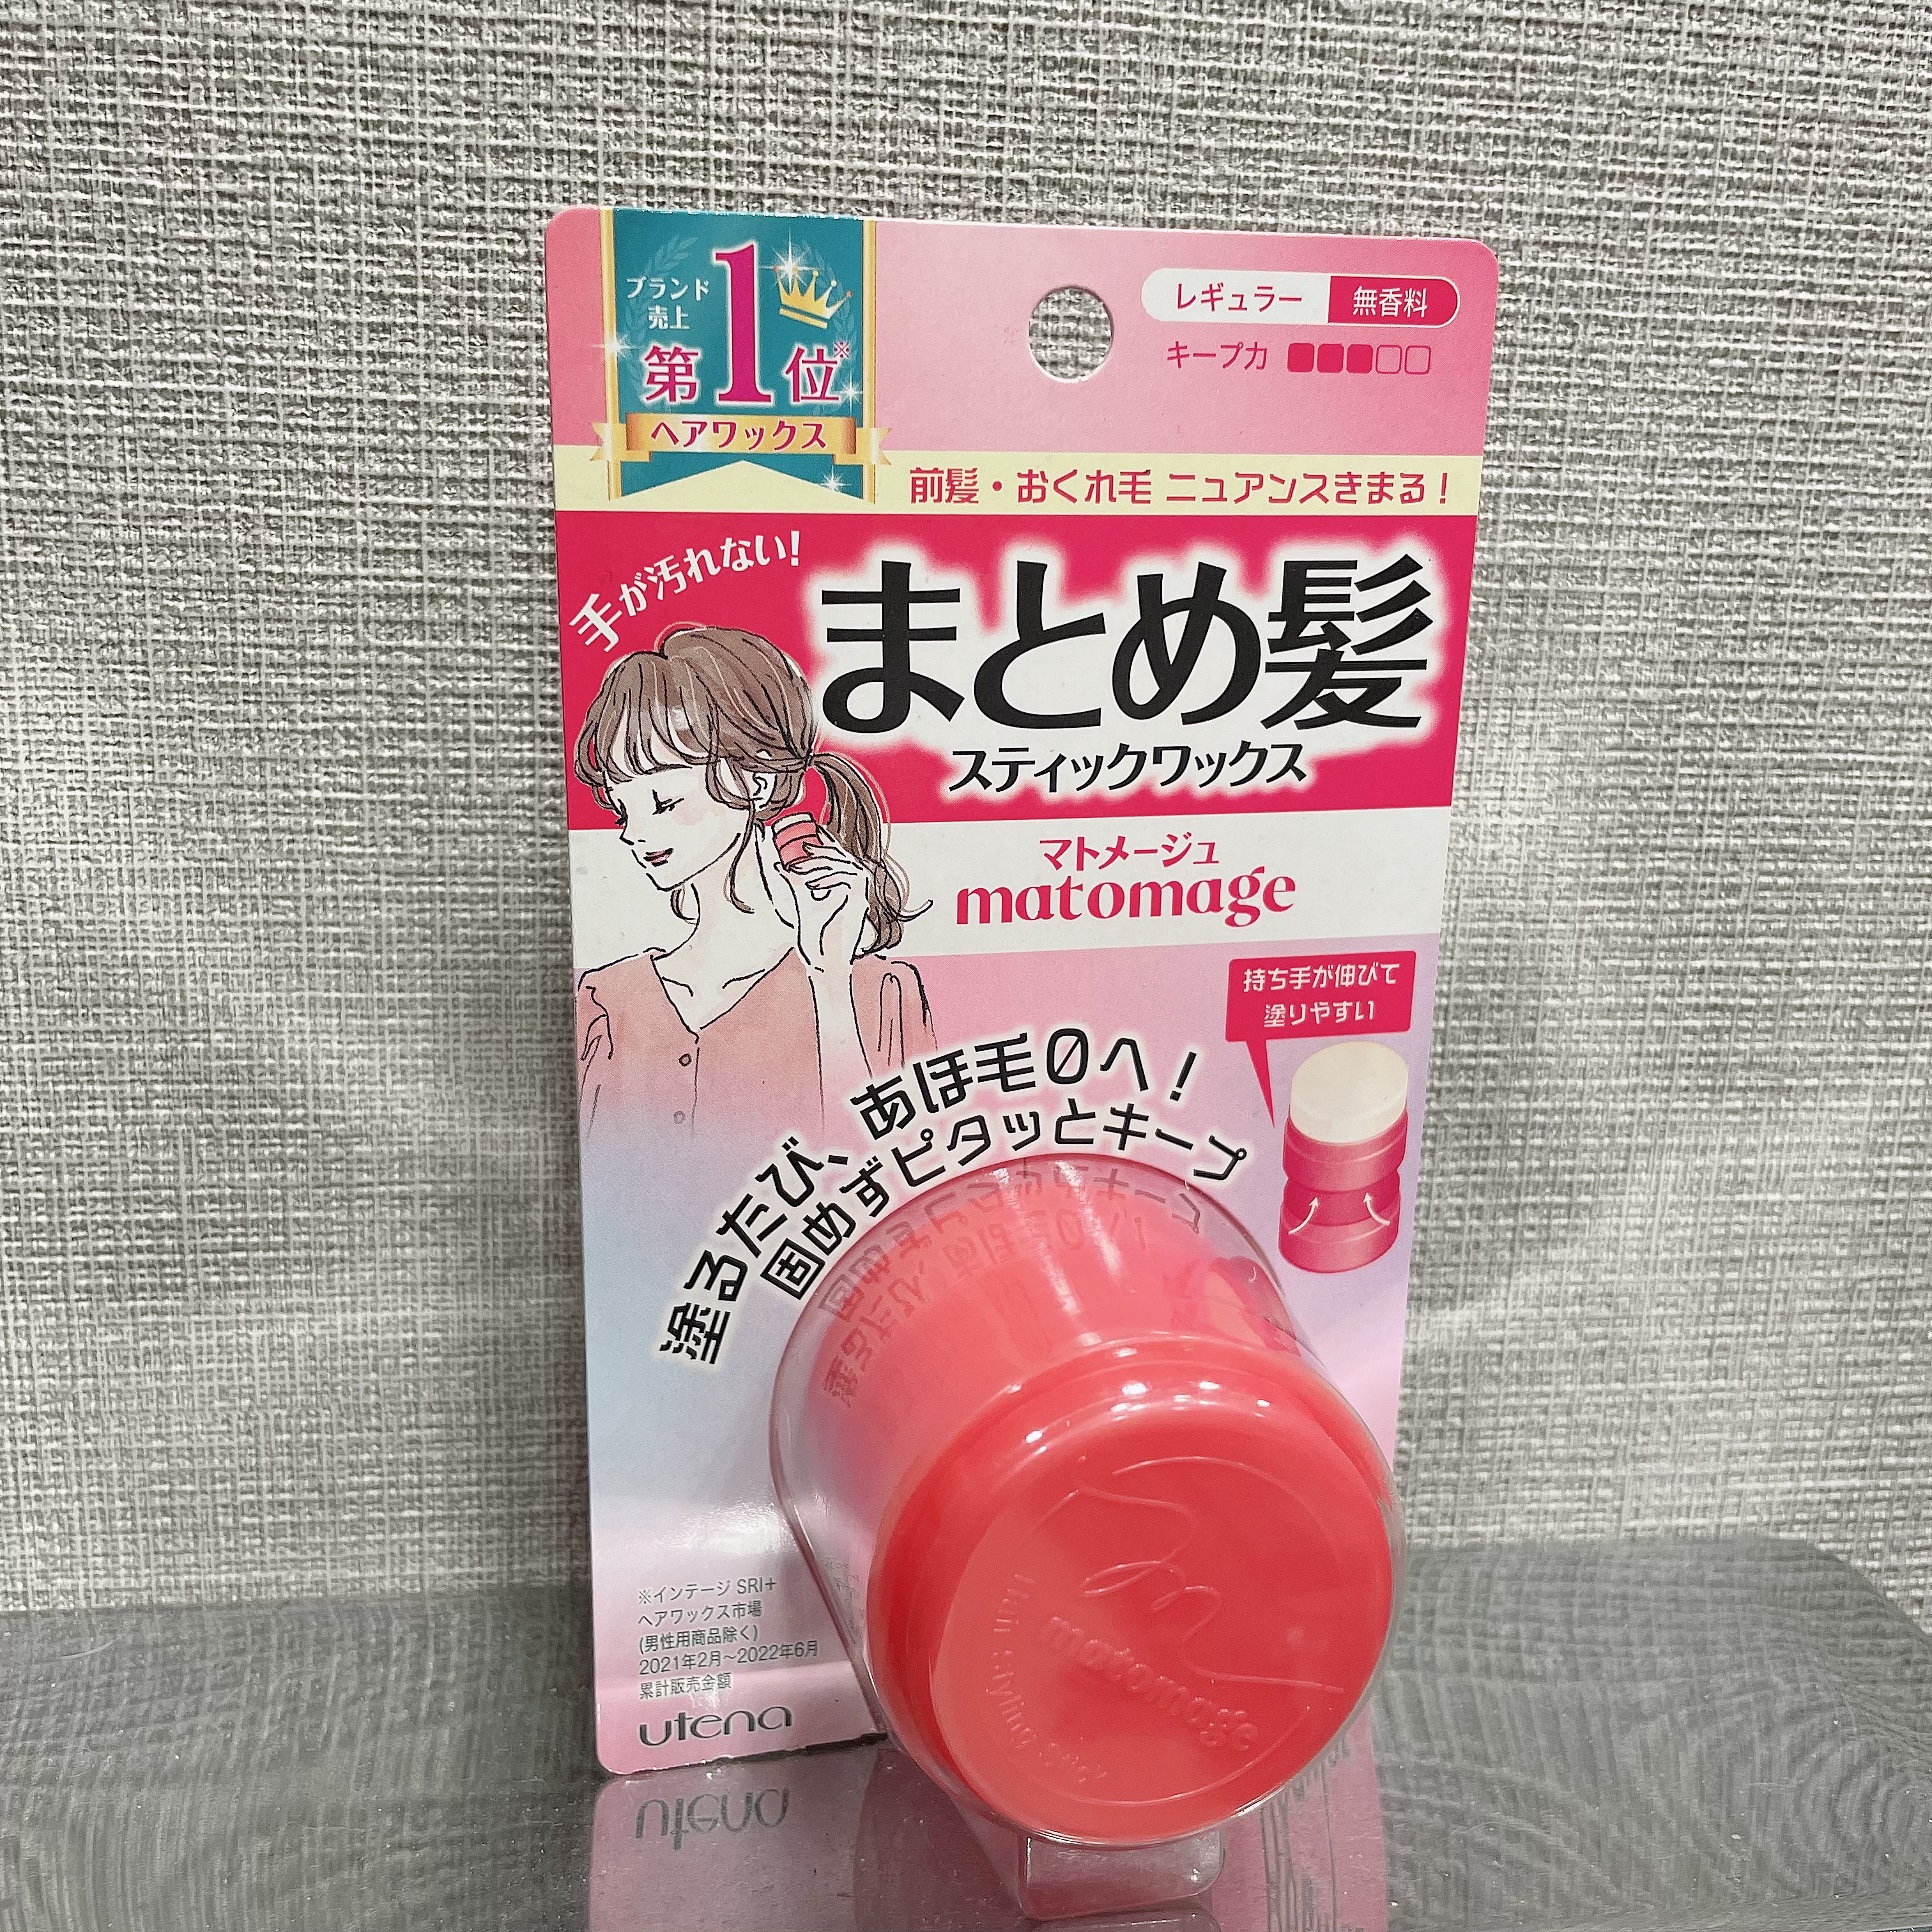 ブランド
売上
第1位※
ヘアワックス
レギュラー 無香料
キープ力
前髪・おくれ毛 ニュアンスきまる!
手が汚れない!
まとめ髪
スティックワックス
マトメージュ
matomage
持ち手が伸びて
塗りやすい
塗るたび、あほ毛0へ!
固めずピタッとキープ
m
matomage
Hair styling stick
※インテージ SRI+
ヘアワックス市場
(男性用商品除く)
2021年2月~2022年6月
累計販売金額
utena